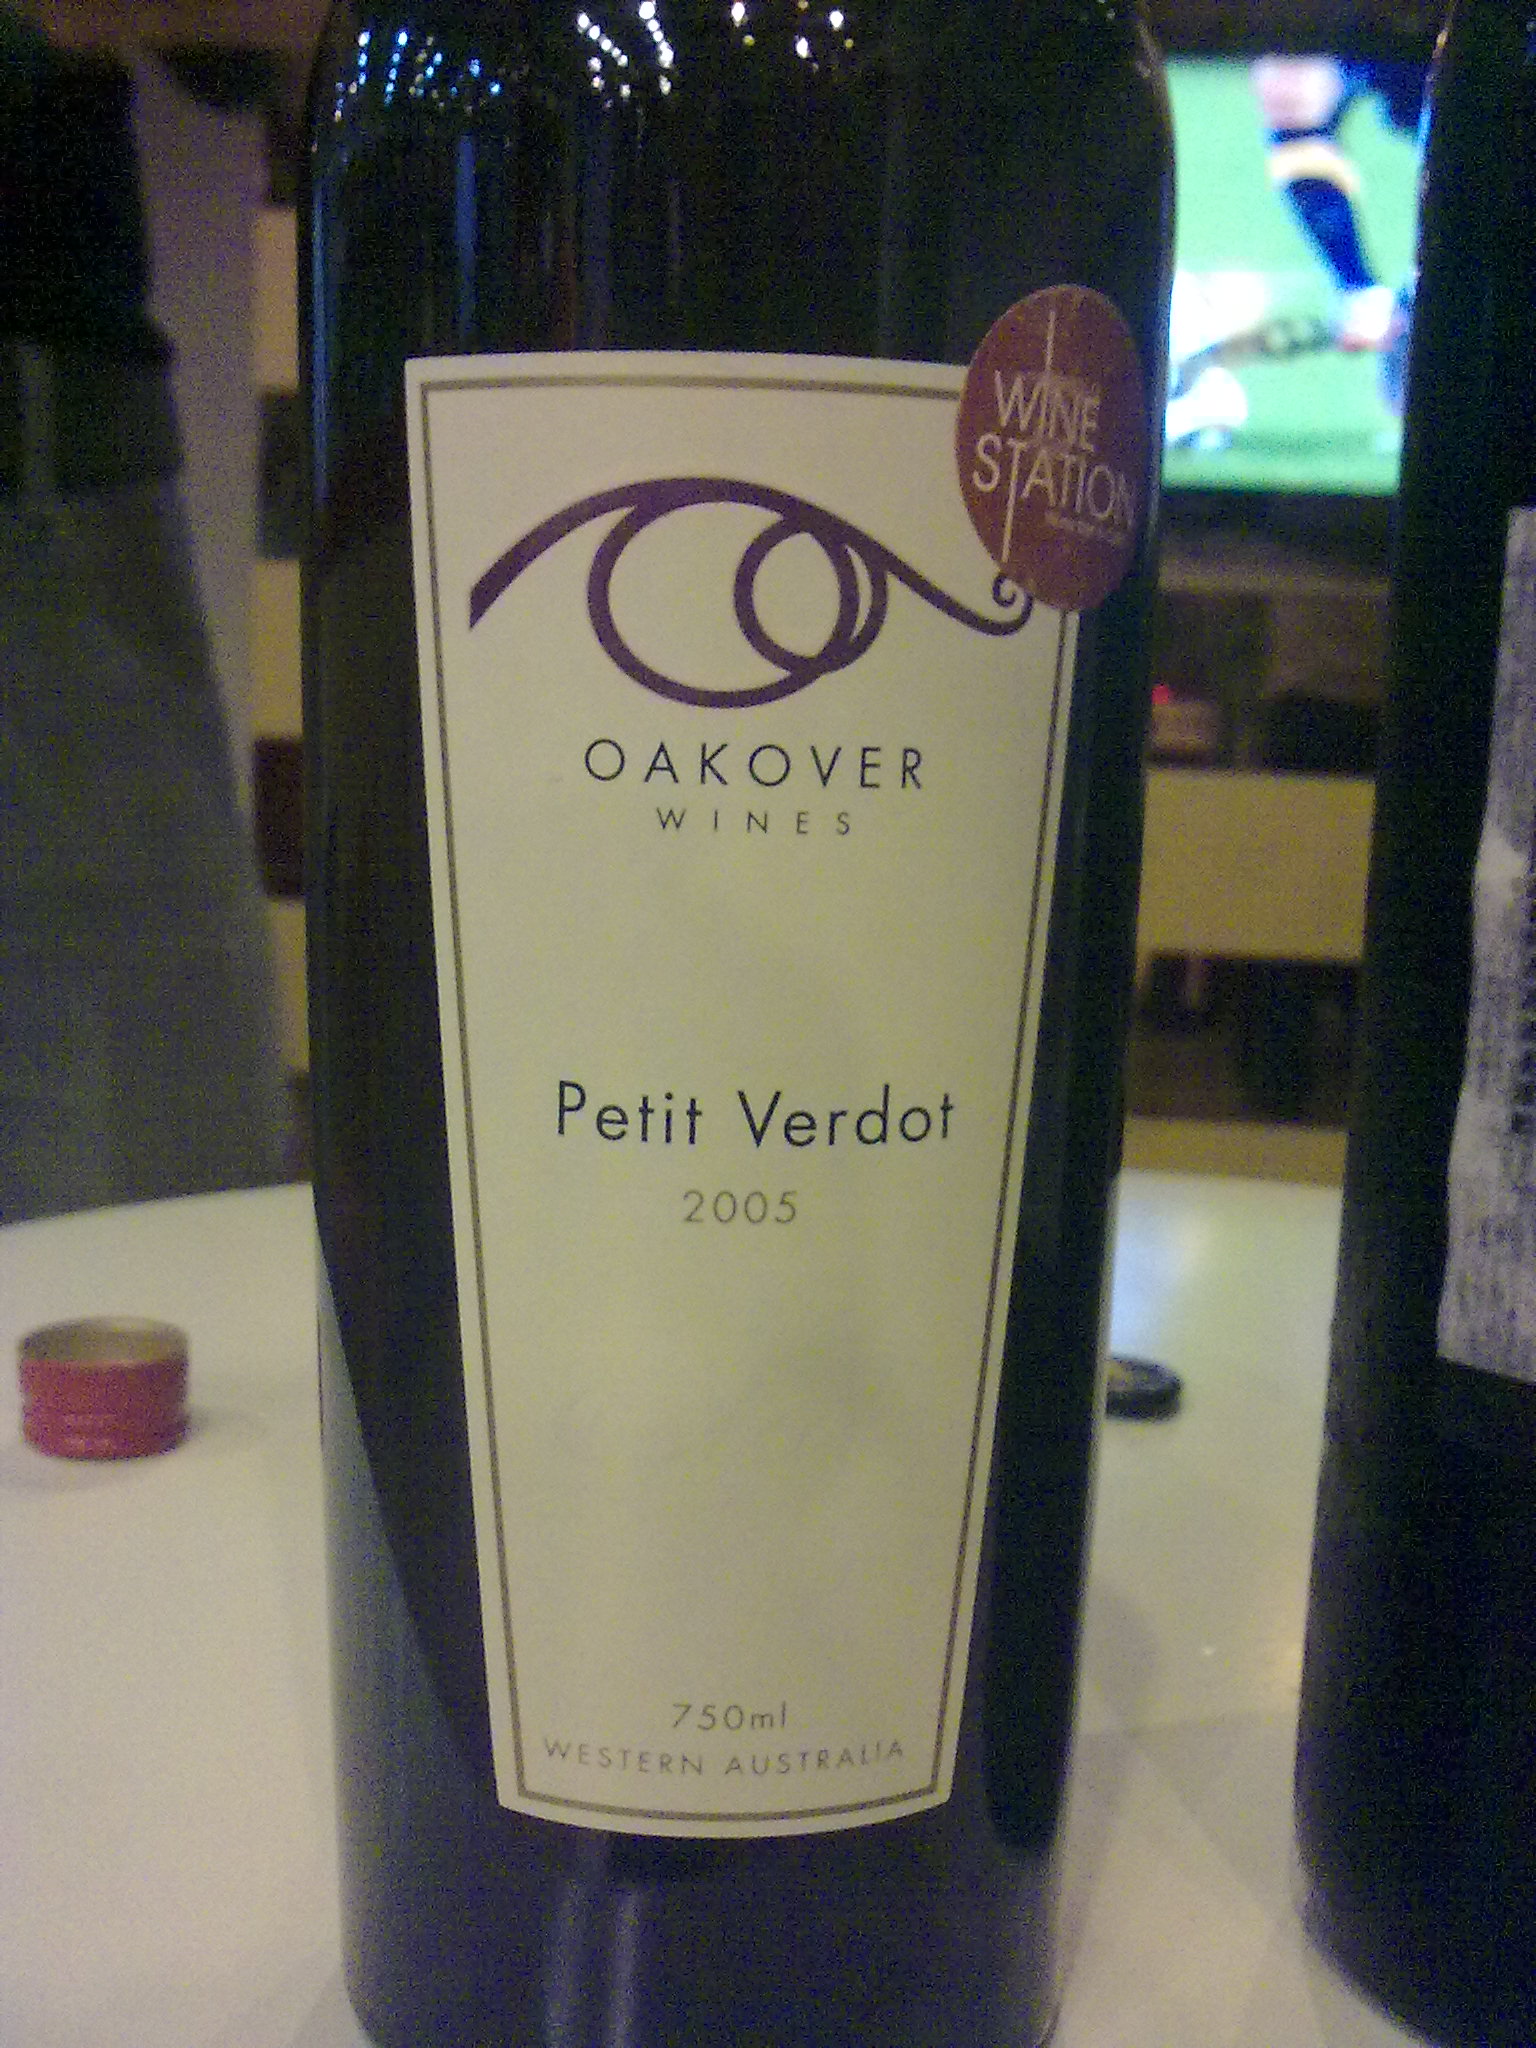 WINE
STATION
OAKOVER
WINES
Petit Verdot
2005
750ml
WESTERN AUSTRALIA